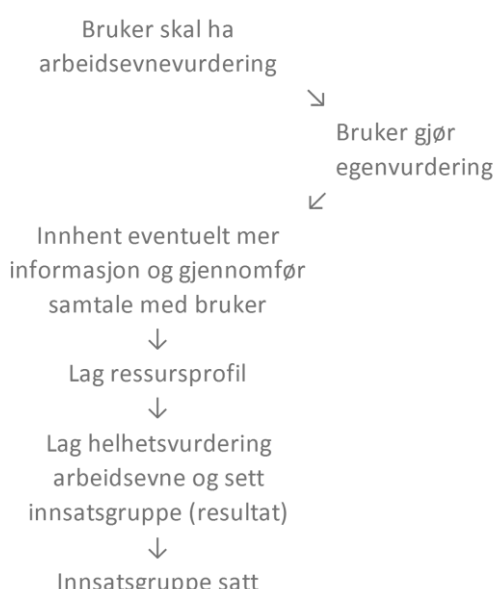 Bruker skal ha
arbeidsevnevurdering
↘
Bruker gjør
egenvurdering
↙
Innhent eventuelt mer
informasjon og gjennomfør
samtale med bruker
↓
Lag ressursprofil
↓
Lag helhetsvurdering
arbeidsevne og sett
innsatsgruppe (resultat)
↓
Innsatsgruppe satt